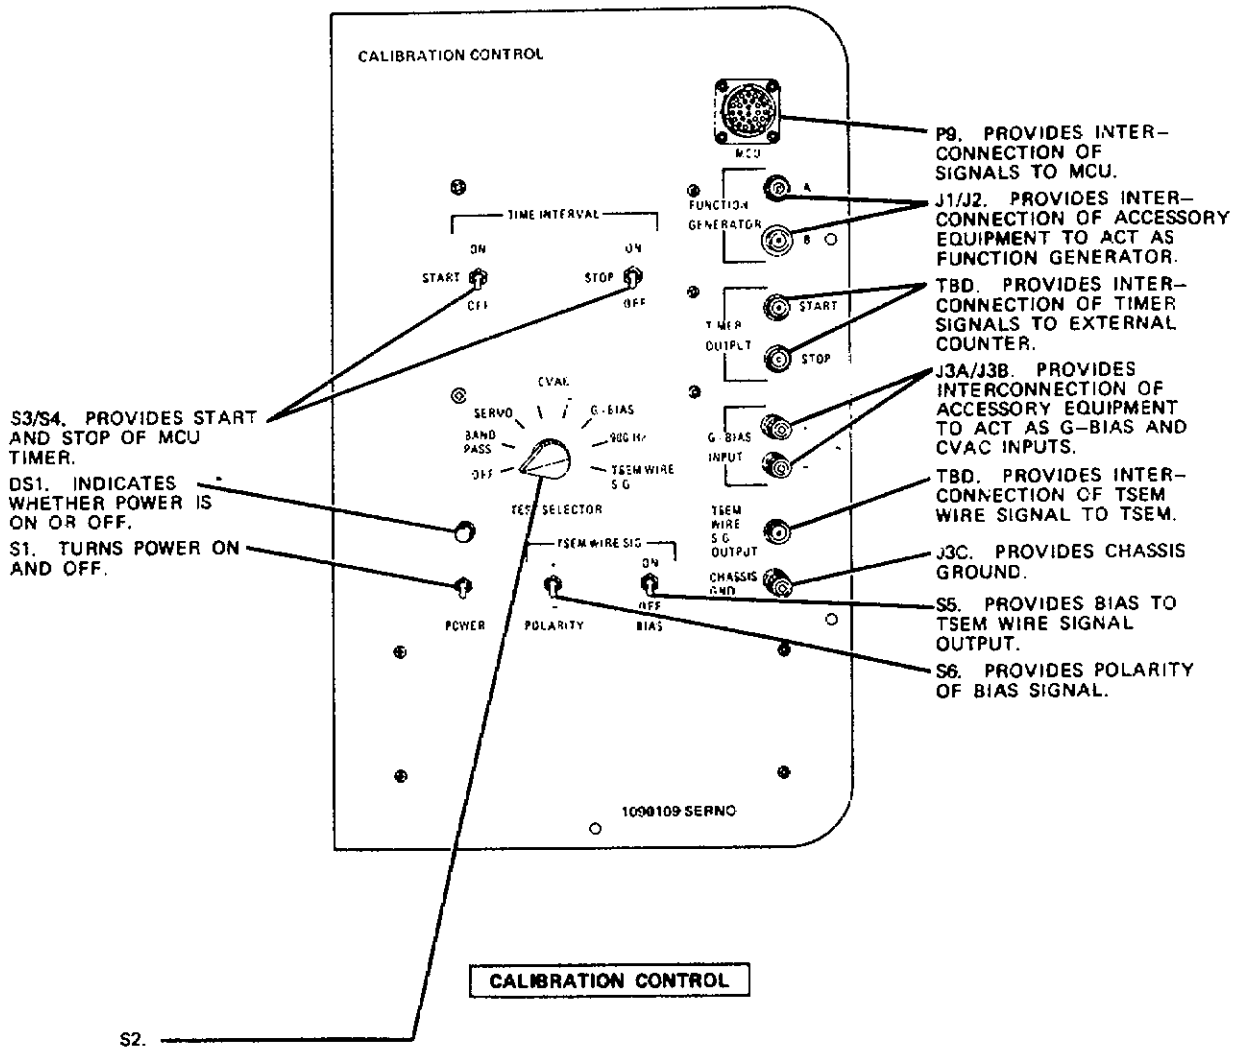 CALIBRATION CONTROL
MCU
FUNCTION
GENERATOR
A
B
TIME INTERVAL
ON
START
OFF
ON
STOP
OFF
TIMER
OUTPUT
START
STOP
CVAC
+ -
SERVO
G-BIAS
BAND
PASS
900 Hz
OFF
TSEM WIRE
SIG
TEST SELECTOR
G-BIAS
INPUT
+
-
TSEM
WIRE
SIG
OUTPUT
CHASSIS
GND
TSEM WIRE SIG
+
-
ON
OFF
POWER
POLARITY
BIAS
1090109 SERNO
S3/S4. PROVIDES START
AND STOP OF MCU
TIMER.
DS1. INDICATES
WHETHER POWER IS
ON OR OFF.
S1. TURNS POWER ON
AND OFF.
P9. PROVIDES INTER-
CONNECTION OF
SIGNALS TO MCU.
J1/J2. PROVIDES INTER-
CONNECTION OF ACCESSORY
EQUIPMENT TO ACT AS
FUNCTION GENERATOR.
TBD. PROVIDES INTER-
CONNECTION OF TIMER
SIGNALS TO EXTERNAL
COUNTER.
J3A/J3B. PROVIDES
INTERCONNECTION OF
ACCESSORY EQUIPMENT
TO ACT AS G-BIAS AND
CVAC INPUTS.
TBD. PROVIDES INTER-
CONNECTION OF TSEM
WIRE SIGNAL TO TSEM.
J3C. PROVIDES CHASSIS
GROUND.
S5. PROVIDES BIAS TO
TSEM WIRE SIGNAL
OUTPUT.
S6. PROVIDES POLARITY
OF BIAS SIGNAL.
CALIBRATION CONTROL
S2.